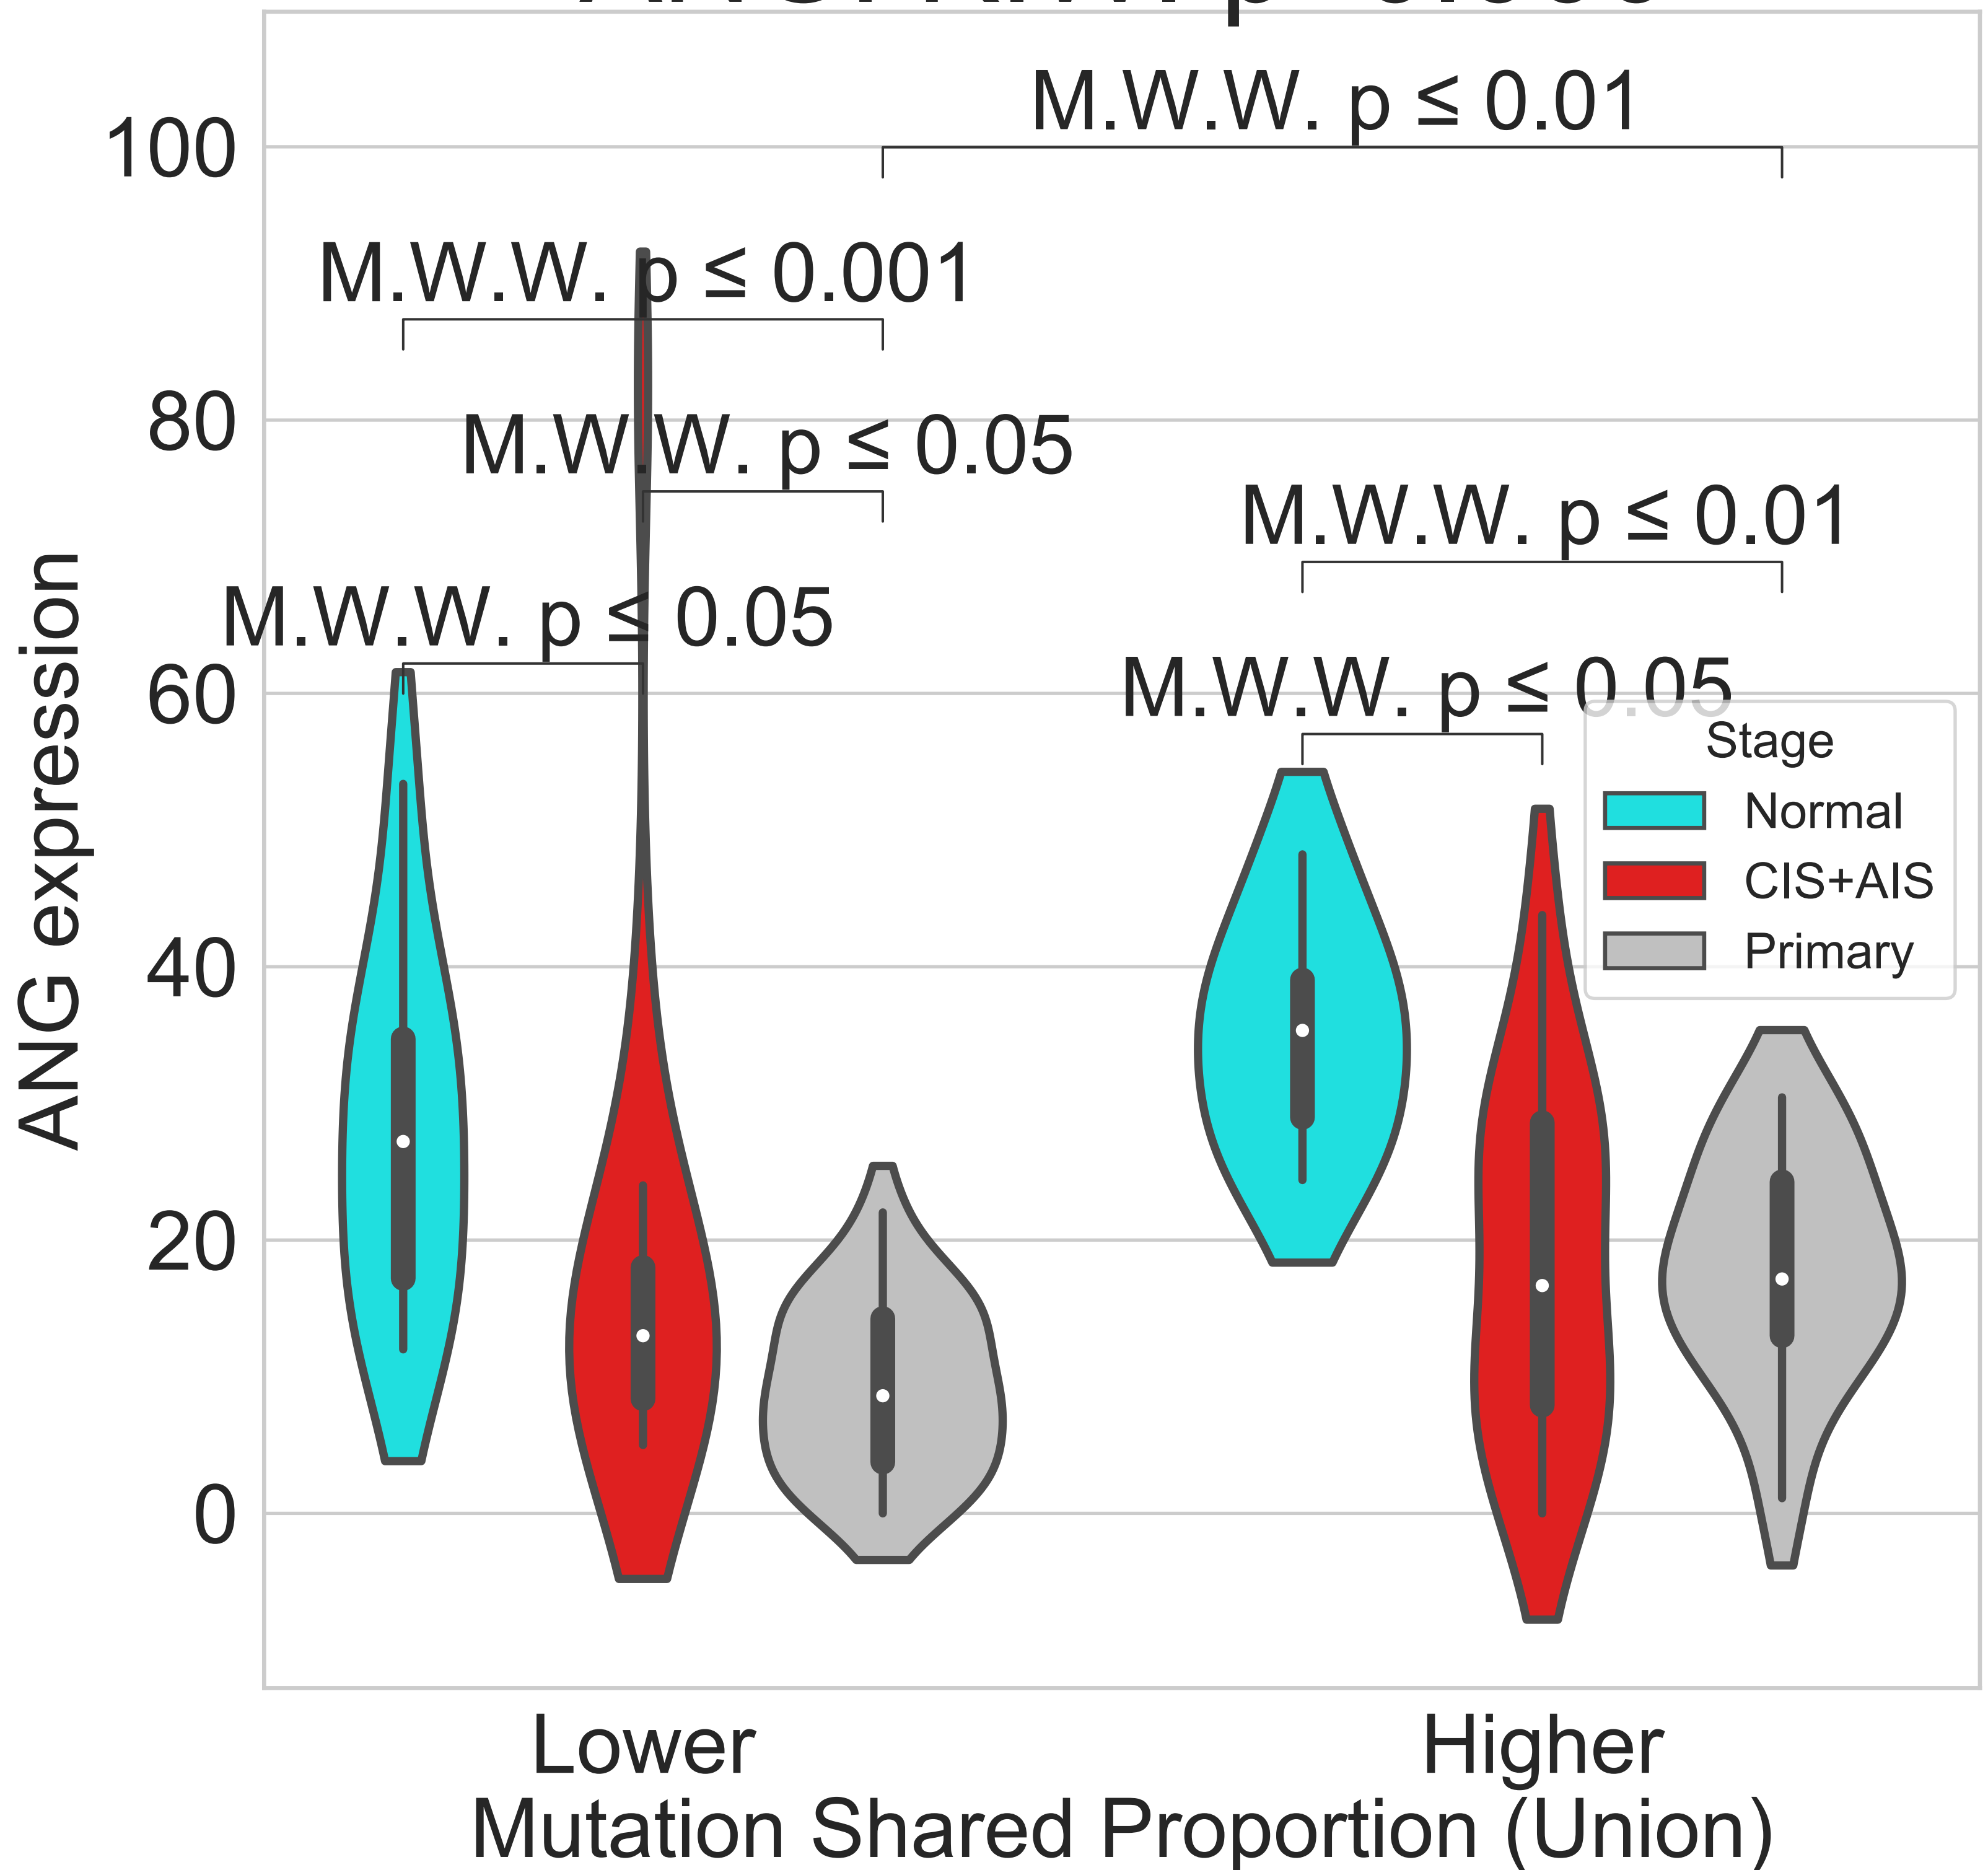 100
80
60
40
20
0
ANG expression
M.W.W. p ≤ 0.01
M.W.W. p ≤ 0.001
M.W.W. p ≤ 0.05
M.W.W. p ≤ 0.01
M.W.W. p ≤ 0.05
M.W.W. p ≤ 0.05
Stage
Normal
CIS+AIS
Primary
Lower
Higher
Mutation Shared Proportion (Union)